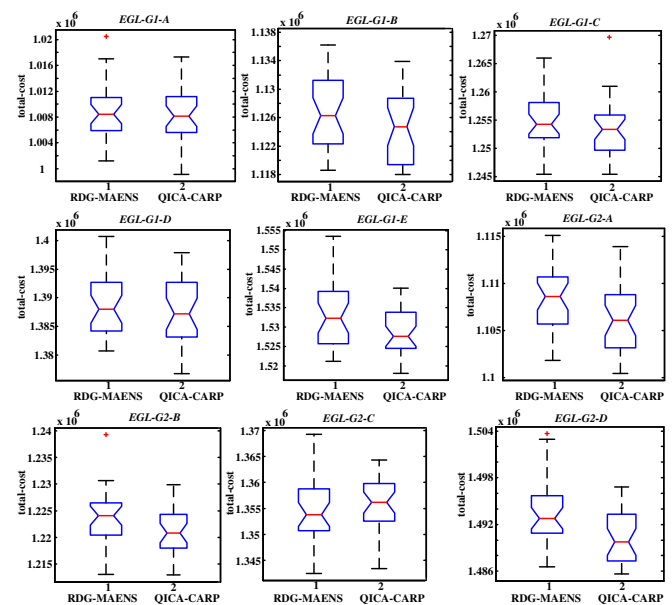 EGL-G1-A
x 10^6
total-cost
1.02
1.016
1.012
1.008
1.004
1
1 2
RDG-MAENS QICA-CARP
EGL-G1-B
x 10^6
total-cost
1.138
1.134
1.13
1.126
1.122
1.118
1 2
RDG-MAENS QICA-CARP
EGL-G1-C
x 10^6
total-cost
1.27
1.265
1.26
1.255
1.25
1.245
1 2
RDG-MAENS QICA-CARP
EGL-G1-D
x 10^6
total-cost
1.4
1.395
1.390
1.385
1.38
1 2
RDG-MAENS QICA-CARP
EGL-G1-E
x 10^6
total-cost
1.555
1.55
1.545
1.54
1.535
1.53
1.525
1.52
1 2
RDG-MAENS QICA-CARP
EGL-G2-A
x 10^6
total-cost
1.115
1.11
1.105
1.1
1 2
RDG-MAENS QICA-CARP
EGL-G2-B
x 10^6
total-cost
1.24
1.235
1.23
1.225
1.22
1.215
1 2
RDG-MAENS QICA-CARP
EGL-G2-C
x 10^6
total-cost
1.37
1.365
1.36
1.355
1.35
1.345
1 2
RDG-MAENS QICA-CARP
EGL-G2-D
x 10^6
total-cost
1.504
1.498
1.492
1.486
1 2
RDG-MAENS QICA-CARP